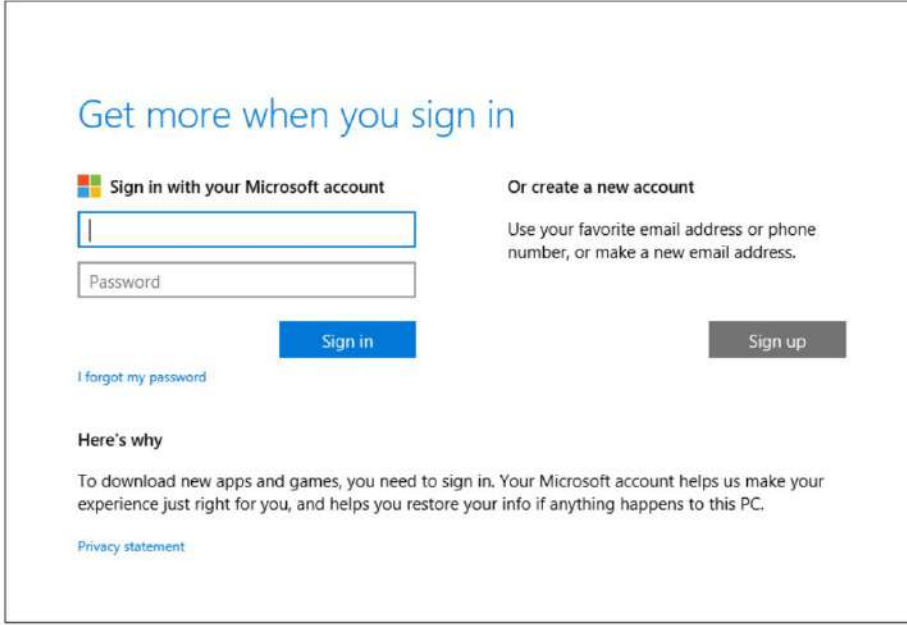 Get more when you sign in
Sign in with your Microsoft account
Password
Sign in
I forgot my password
Or create a new account
Use your favorite email address or phone
number, or make a new email address.
Sign up
Here's why
To download new apps and games, you need to sign in. Your Microsoft account helps us make your
experience just right for you, and helps you restore your info if anything happens to this PC.
Privacy statement